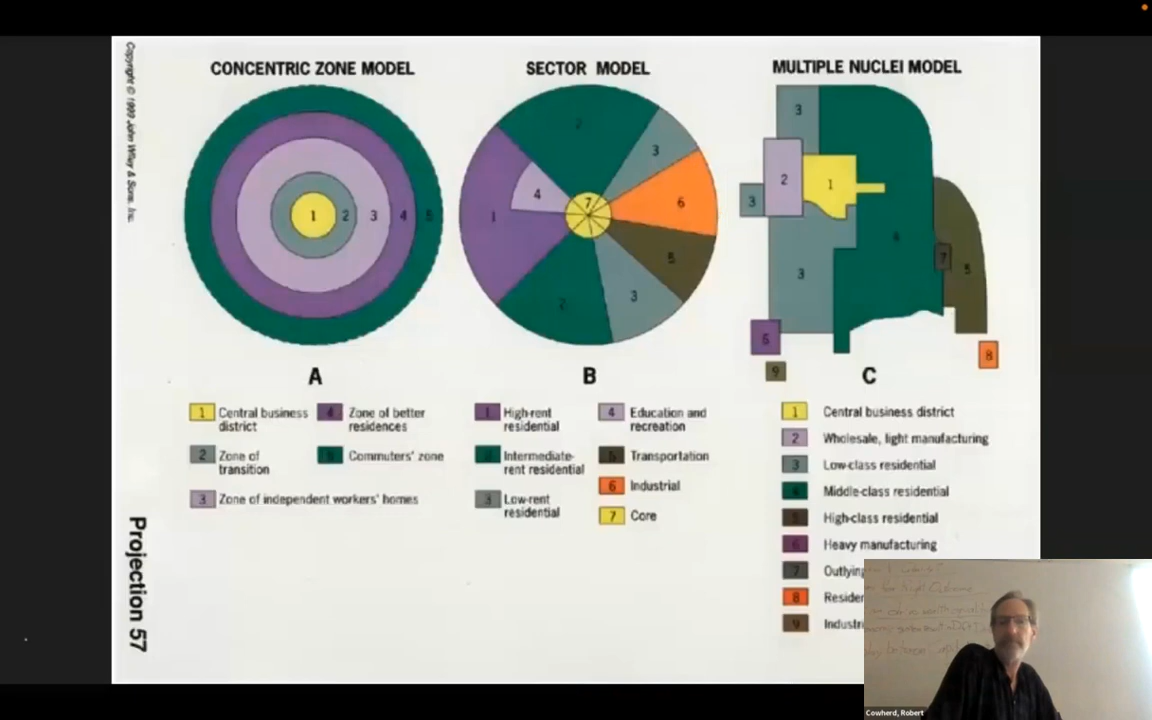 Copyright © 1999 John Wiley & Sons, Inc.
CONCENTRIC ZONE MODEL
SECTOR MODEL
MULTIPLE NUCLEI MODEL
1
2
3
4
5
2
3
6
5
3
2
1
4
7
3
2
1
3
3
4
7
5
6
9
8
A
B
C
1 Central business
district
2 Zone of
transition
3 Zone of independent workers' homes
4 Zone of better
residences
5 Commuters' zone
1 High-rent
residential
2 Intermediate-
rent residential
3 Low-rent
residential
4 Education and
recreation
5 Transportation
6 Industrial
7 Core
1 Central business district
2 Wholesale, light manufacturing
3 Low-class residential
4 Middle-class residential
5 High-class residential
6 Heavy manufacturing
7 Outlying
8
9
Projection 57
Cowherd, Robert